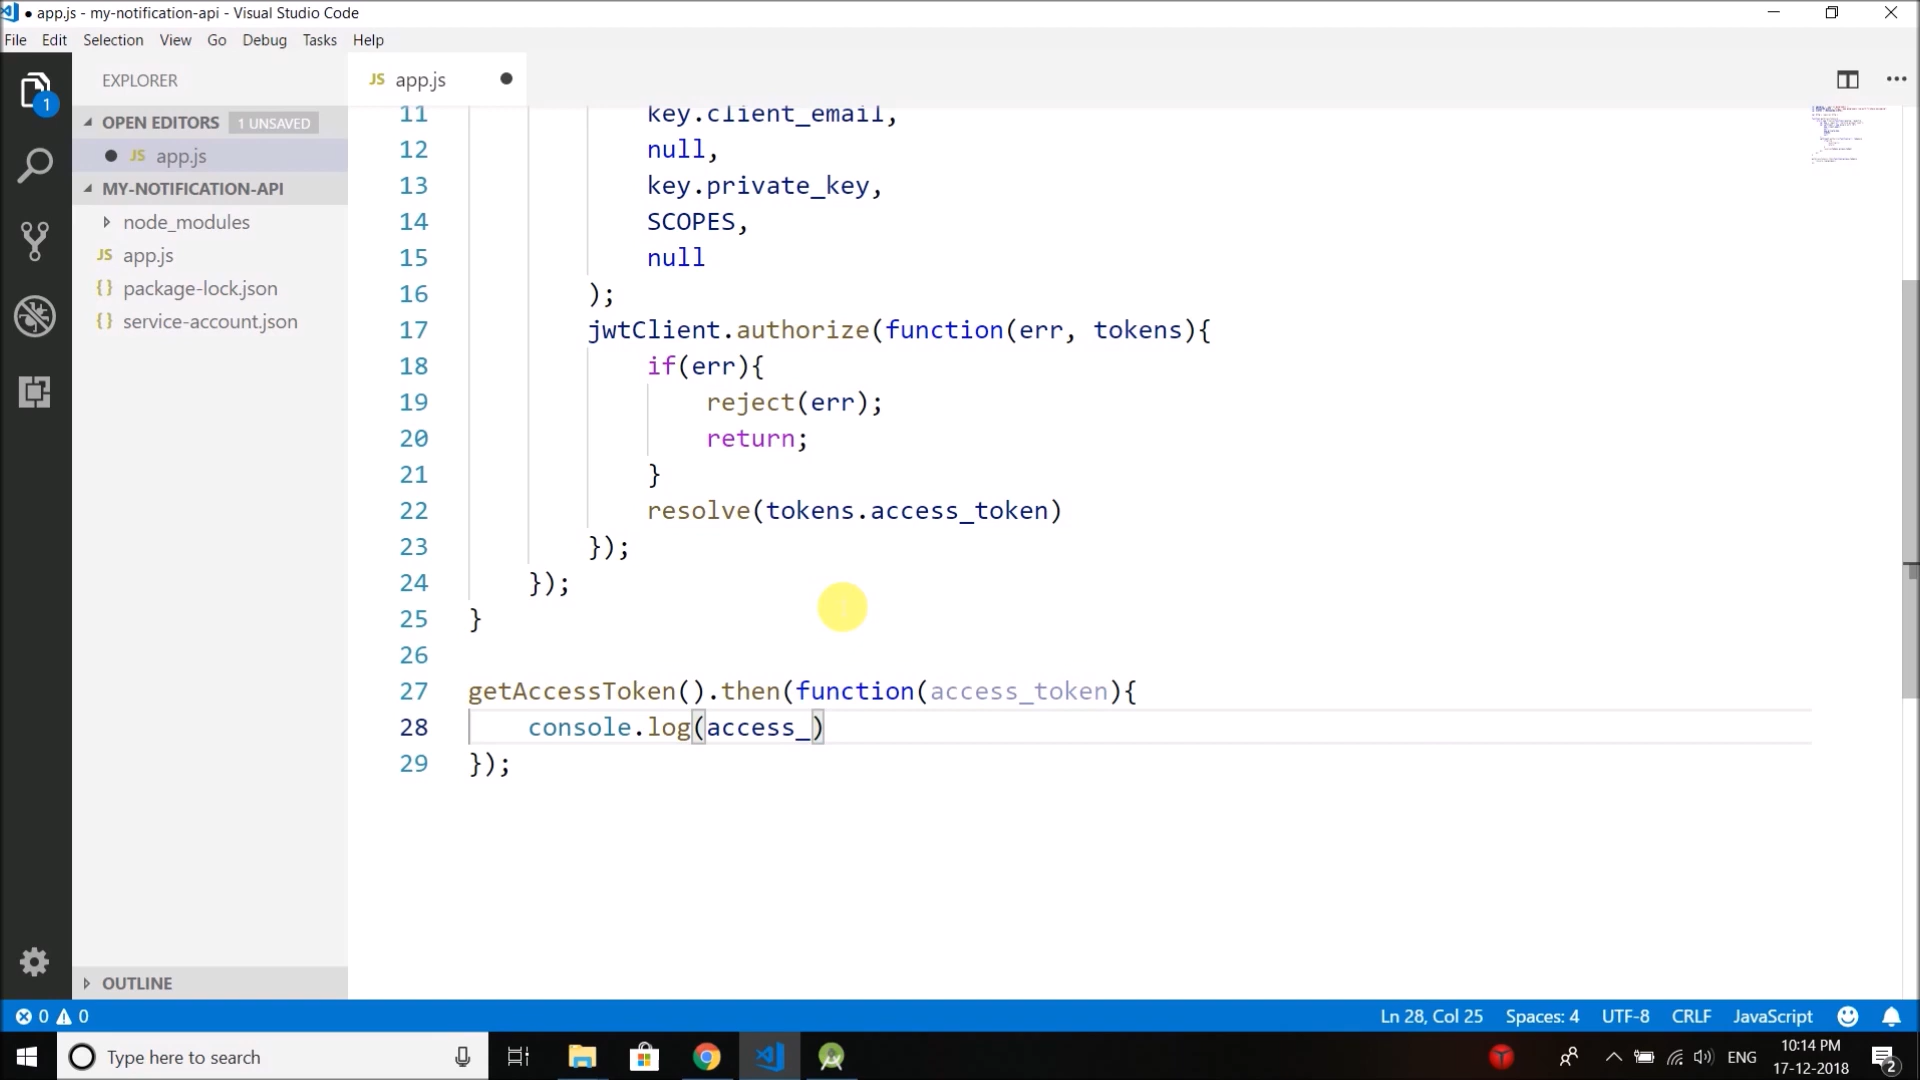 ● app.js - my-notification-api - Visual Studio Code
File Edit Selection View Go Debug Tasks Help
EXPLORER
JS app.js ●
1
OPEN EDITORS 1 UNSAVED
● JS app.js
MY-NOTIFICATION-API
node_modules
JS app.js
{} package-lock.json
{} service-account.json
OUTLINE
11 key.client_email,
12 null,
13 key.private_key,
14 SCOPES,
15 null
16 );
17 jwtClient.authorize(function(err, tokens){
18 if(err){
19 reject(err);
20 return;
21 }
22 resolve(tokens.access_token)
23 });
24 });
25 }
26
27 getAccessToken().then(function(access_token){
28 console.log(access_)
29 });
0 0 Ln 28, Col 25 Spaces: 4 UTF-8 CRLF JavaScript
Type here to search
ENG
10:14 PM
17-12-2018
2